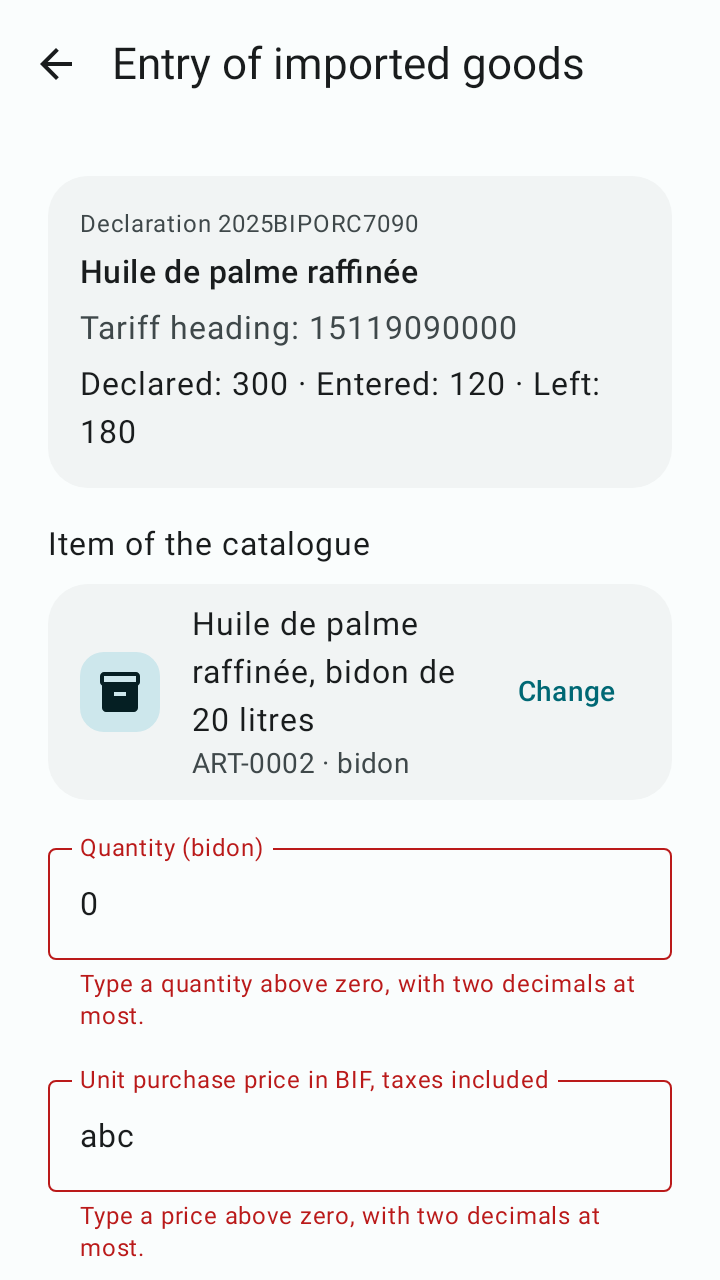 Entry of imported goods
Declaration 2025BIPORC7090
Huile de palme raffinée
Tariff heading: 15119090000
Declared: 300 · Entered: 120 · Left:
180
Item of the catalogue
Huile de palme
raffinée, bidon de
20 litres
ART-0002 · bidon
Change
Quantity (bidon)
0
Type a quantity above zero, with two decimals at
most.
Unit purchase price in BIF, taxes included
abc
Type a price above zero, with two decimals at
most.